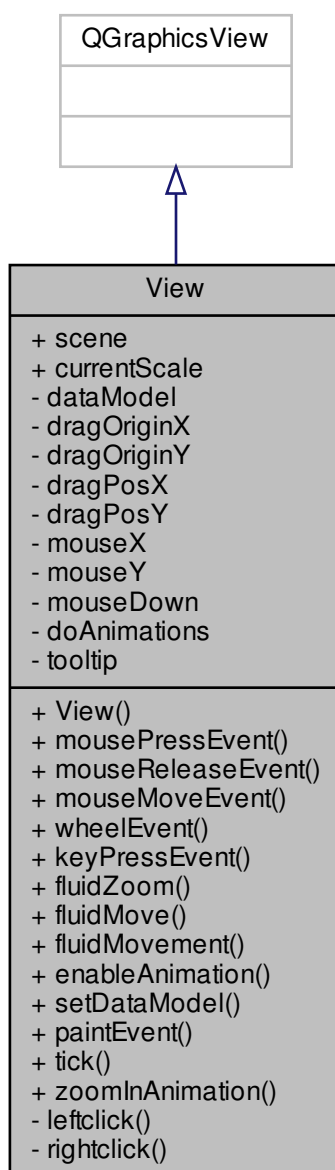 QGraphicsView
View
+ scene
+ currentScale
- dataModel
- dragOriginX
- dragOriginY
- dragPosX
- dragPosY
- mouseX
- mouseY
- mouseDown
- doAnimations
- tooltip
+ View()
+ mousePressEvent()
+ mouseReleaseEvent()
+ mouseMoveEvent()
+ wheelEvent()
+ keyPressEvent()
+ fluidZoom()
+ fluidMove()
+ fluidMovement()
+ enableAnimation()
+ setDataModel()
+ paintEvent()
+ tick()
+ zoomInAnimation()
- leftclick()
- rightclick()